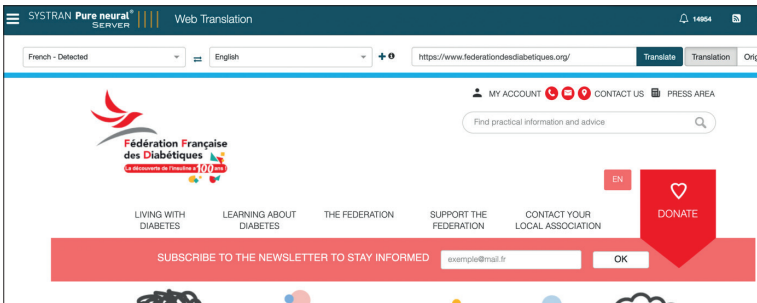 SYSTRAN Pure neural® SERVER
Web Translation
14954
French - Detected
English
https://www.federationdesdiabetiques.org/
Translate
Translation
Orig
MY ACCOUNT
CONTACT US
PRESS AREA
Find practical information and advice
Fédération Française
des Diabétiques
La découverte de l'insuline a 100 ans !
EN
DONATE
LIVING WITH
DIABETES
LEARNING ABOUT
DIABETES
THE FEDERATION
SUPPORT THE
FEDERATION
CONTACT YOUR
LOCAL ASSOCIATION
SUBSCRIBE TO THE NEWSLETTER TO STAY INFORMED
exemple@mail.fr
OK